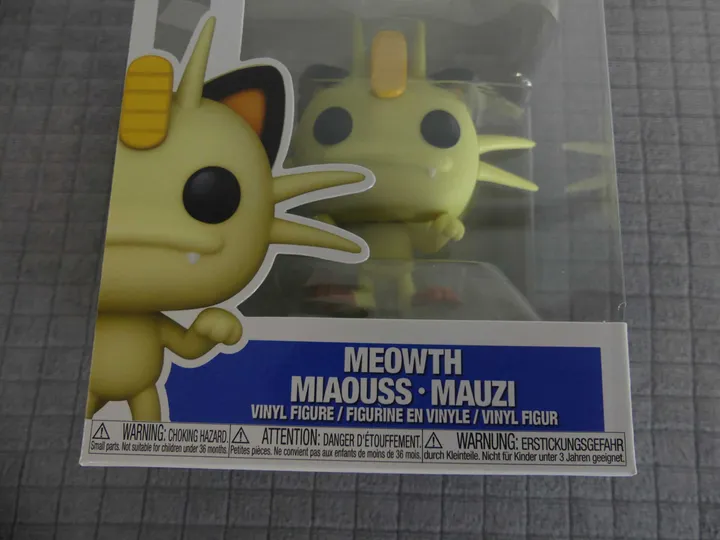 MEOWTH
MIAOUSS · MAUZI
VINYL FIGURE / FIGURINE EN VINYLE / VINYL FIGUR
WARNING: CHOKING HAZARD.
Small parts. Not suitable for children under 36 months.
ATTENTION: DANGER D'ÉTOUFFEMENT.
Petites pièces. Ne convient pas aux enfants de moins de 36 mois.
WARNUNG: ERSTICKUNGSGEFAHR
durch Kleinteile. Nicht für Kinder unter 3 Jahren geeignet.